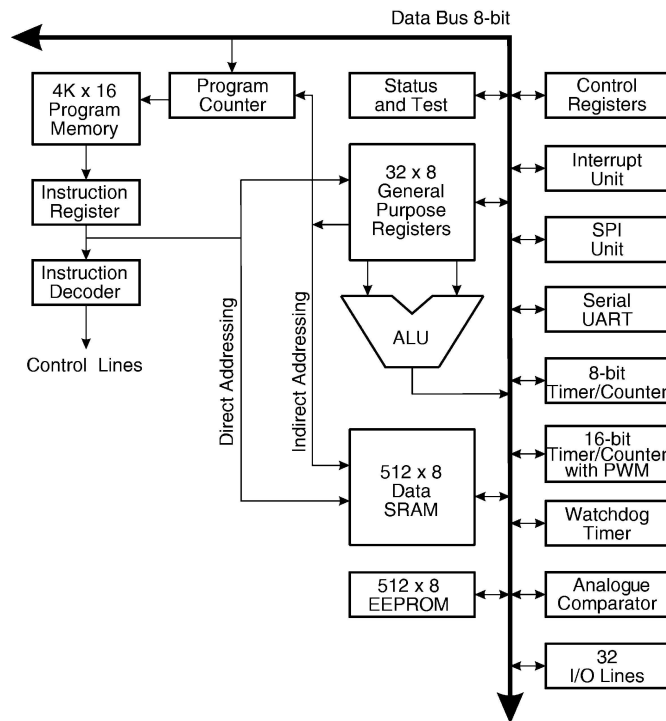 Data Bus 8-bit
4K x 16
Program
Memory
Program
Counter
Status
and Test
Control
Registers
Instruction
Register
32 x 8
General
Purpose
Registers
Interrupt
Unit
SPI
Unit
Instruction
Decoder
Serial
UART
ALU
Control Lines
Direct Addressing
Indirect Addressing
8-bit
Timer/Counter
16-bit
Timer/Counter
with PWM
512 x 8
Data
SRAM
Watchdog
Timer
512 x 8
EEPROM
Analogue
Comparator
32
I/O Lines